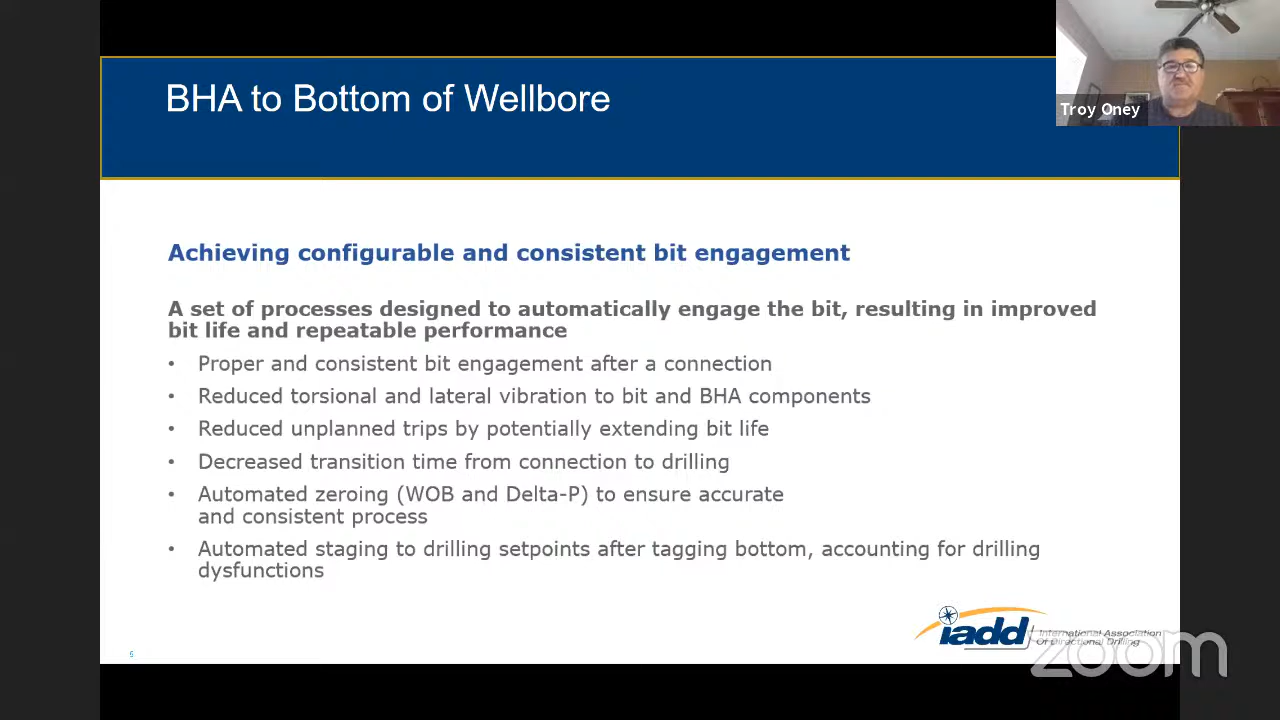 BHA to Bottom of Wellbore
Troy Oney
Achieving configurable and consistent bit engagement
A set of processes designed to automatically engage the bit, resulting in improved
bit life and repeatable performance
• Proper and consistent bit engagement after a connection
• Reduced torsional and lateral vibration to bit and BHA components
• Reduced unplanned trips by potentially extending bit life
• Decreased transition time from connection to drilling
• Automated zeroing (WOB and Delta-P) to ensure accurate
and consistent process
• Automated staging to drilling setpoints after tagging bottom, accounting for drilling
dysfunctions
iadd
International Association
Of Directional Drilling
zoom
5